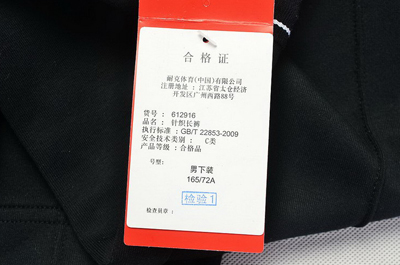 合格证
耐克体育(中国)有限公司
注册地址：江苏省太仓经济
开发区广州西路88号
货号：612916
品名：针织长裤
执行标准：GB/T 22853-2009
安全技术类别：C类
产品等级：合格品
号型：
男下装
165/72A
检验1
检查员章：